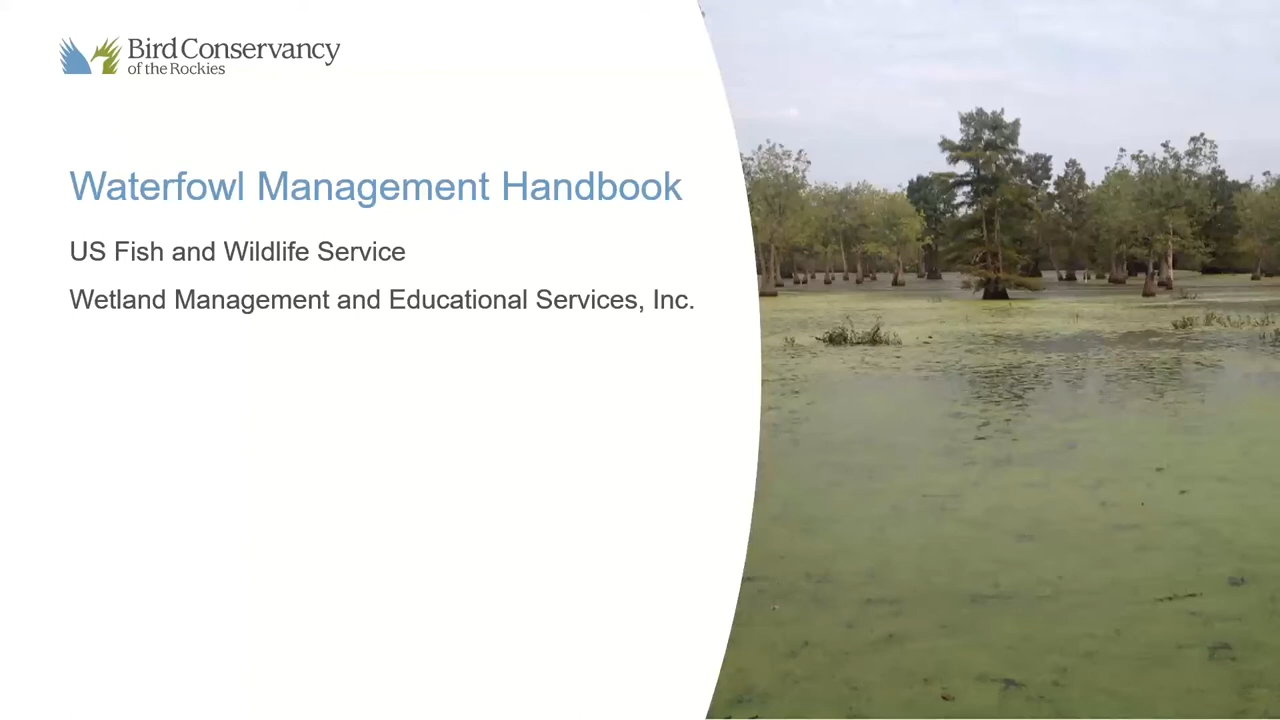 Bird Conservancy
of the Rockies
Waterfowl Management Handbook
US Fish and Wildlife Service
Wetland Management and Educational Services, Inc.